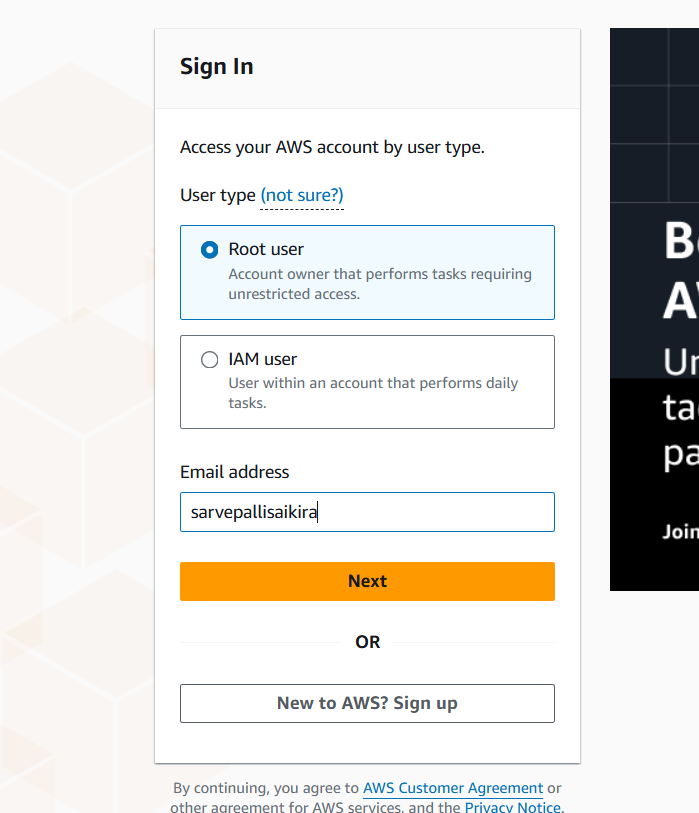 Sign In
Access your AWS account by user type.
User type (not sure?)
Root user
Account owner that performs tasks requiring
unrestricted access.
IAM user
User within an account that performs daily
tasks.
Email address
sarvepallisaikira
Next
OR
New to AWS? Sign up
By continuing, you agree to AWS Customer Agreement or
other agreement for AWS services, and the Privacy Notice.
Join